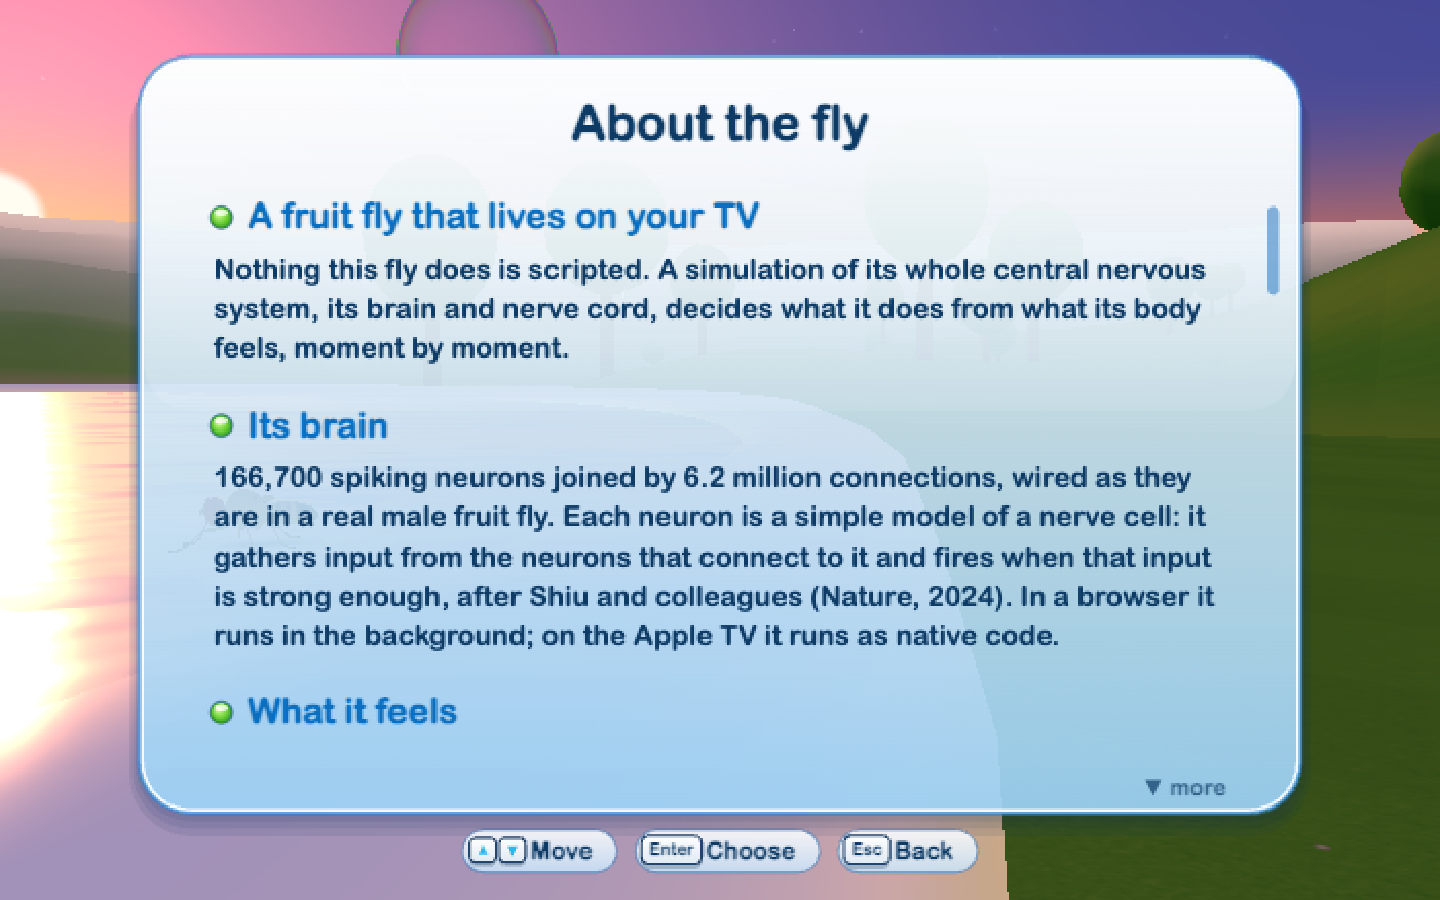 About the fly
A fruit fly that lives on your TV
Nothing this fly does is scripted. A simulation of its whole central nervous
system, its brain and nerve cord, decides what it does from what its body
feels, moment by moment.
Its brain
166,700 spiking neurons joined by 6.2 million connections, wired as they
are in a real male fruit fly. Each neuron is a simple model of a nerve cell: it
gathers input from the neurons that connect to it and fires when that input
is strong enough, after Shiu and colleagues (Nature, 2024). In a browser it
runs in the background; on the Apple TV it runs as native code.
What it feels
▼ more
▲ ▼ Move Enter Choose Esc Back